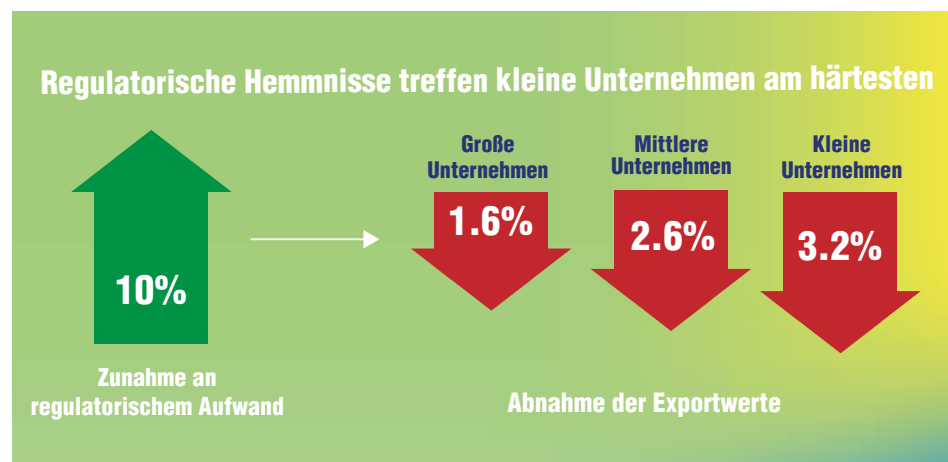 Regulatorische Hemmnisse treffen kleine Unternehmen am härtesten
10%
Zunahme an
regulatorischem Aufwand
Große
Unternehmen
1.6%
Mittlere
Unternehmen
2.6%
Kleine
Unternehmen
3.2%
Abnahme der Exportwerte